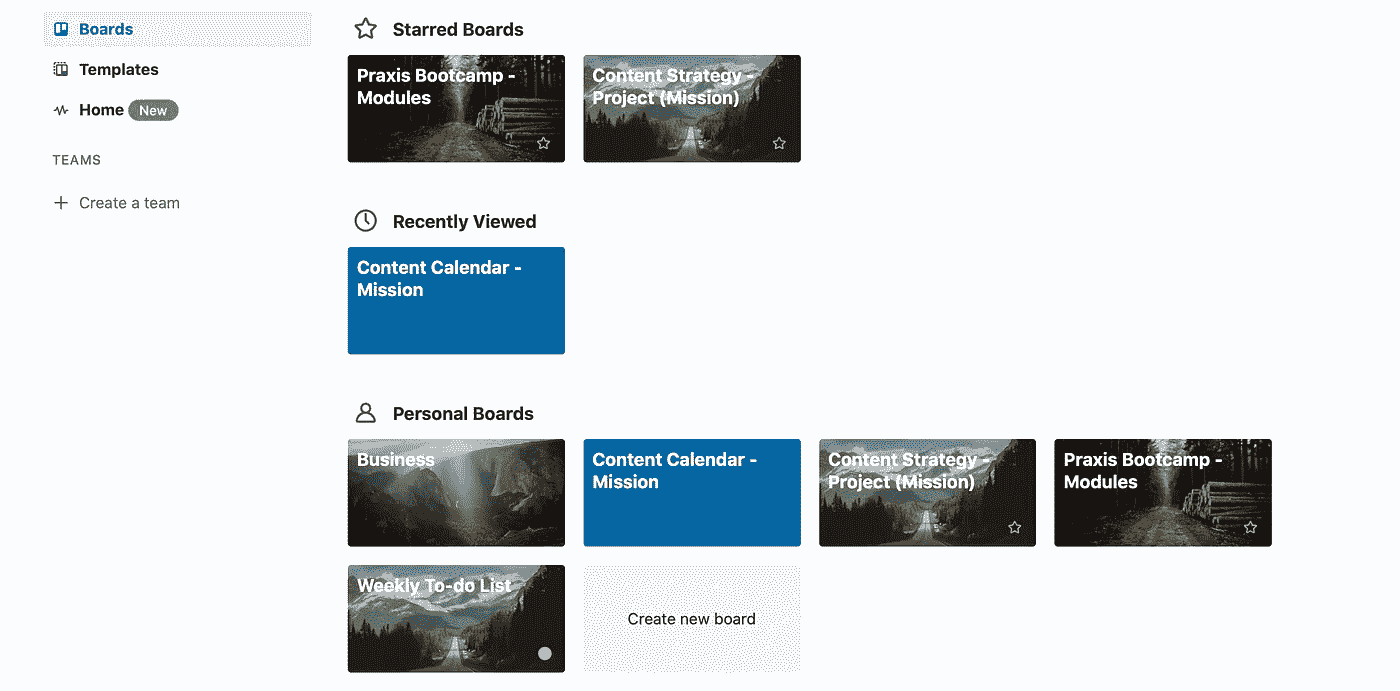 Boards
Templates
Home New
TEAMS
Create a team
Starred Boards
Praxis Bootcamp -
Modules
Content Strategy -
Project (Mission)
Recently Viewed
Content Calendar -
Mission
Personal Boards
Business
Content Calendar -
Mission
Content Strategy -
Project (Mission)
Praxis Bootcamp -
Modules
Weekly To-do List
Create new board